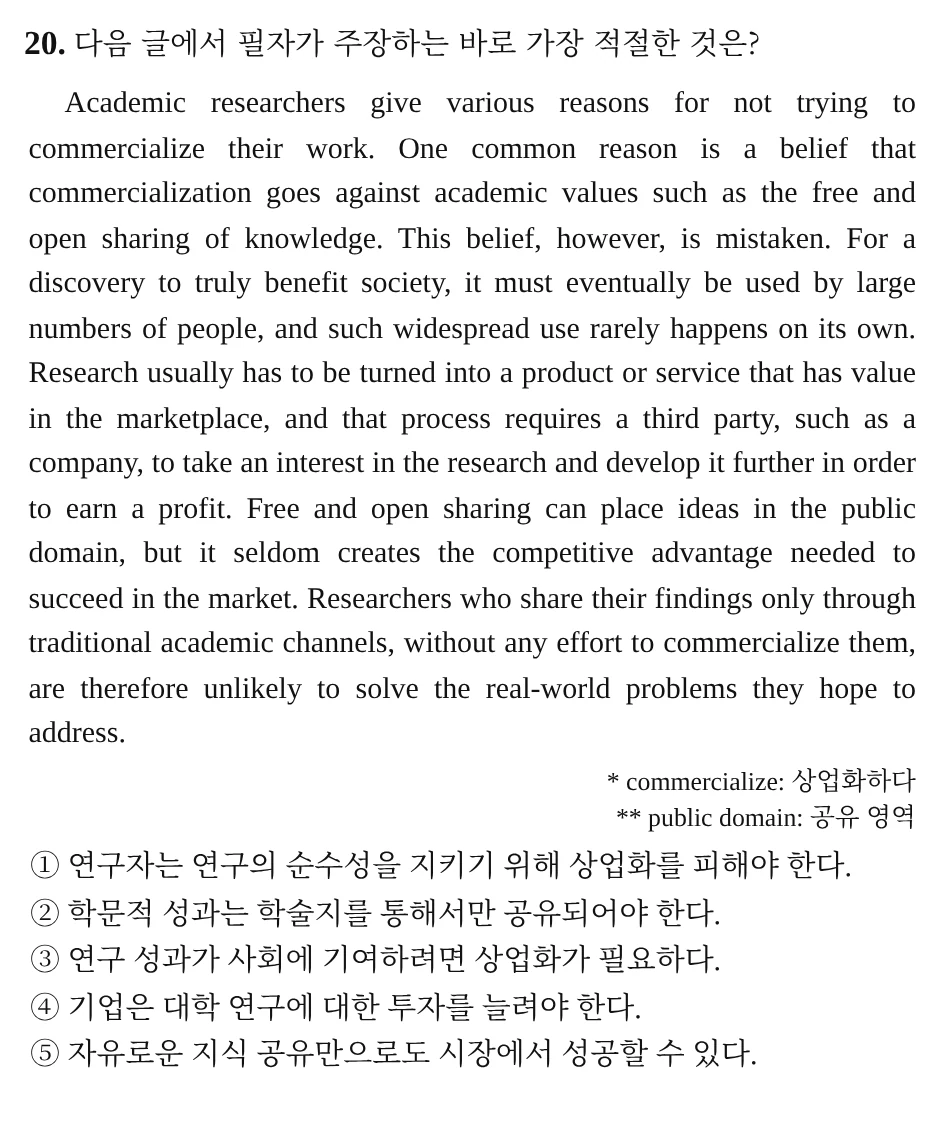 20. 다음 글에서 필자가 주장하는 바로 가장 적절한 것은?
Academic researchers give various reasons for not trying to
commercialize their work. One common reason is a belief that
commercialization goes against academic values such as the free and
open sharing of knowledge. This belief, however, is mistaken. For a
discovery to truly benefit society, it must eventually be used by large
numbers of people, and such widespread use rarely happens on its own.
Research usually has to be turned into a product or service that has value
in the marketplace, and that process requires a third party, such as a
company, to take an interest in the research and develop it further in order
to earn a profit. Free and open sharing can place ideas in the public
domain, but it seldom creates the competitive advantage needed to
succeed in the market. Researchers who share their findings only through
traditional academic channels, without any effort to commercialize them,
are therefore unlikely to solve the real-world problems they hope to
address.
* commercialize: 상업화하다
** public domain: 공유 영역
① 연구자는 연구의 순수성을 지키기 위해 상업화를 피해야 한다.
② 학문적 성과는 학술지를 통해서만 공유되어야 한다.
③ 연구 성과가 사회에 기여하려면 상업화가 필요하다.
④ 기업은 대학 연구에 대한 투자를 늘려야 한다.
⑤ 자유로운 지식 공유만으로도 시장에서 성공할 수 있다.